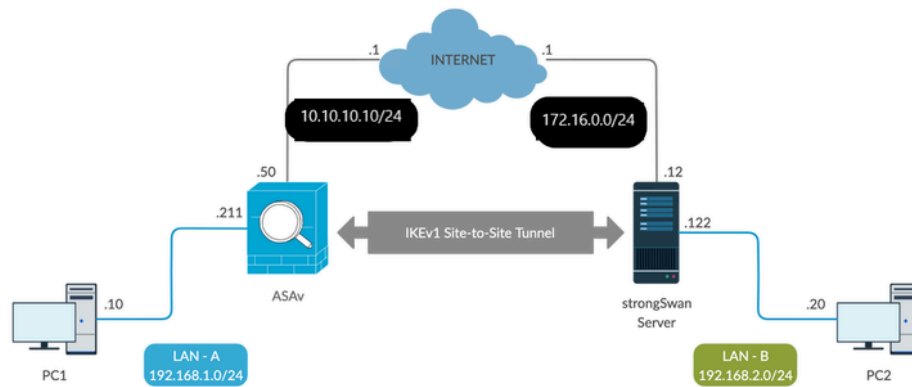 .1
INTERNET
.1
10.10.10.10/24
172.16.0.0/24
.50
.12
.211
IKEv1 Site-to-Site Tunnel
.122
ASAv
strongSwan
Server
.10
.20
PC1
LAN - A
192.168.1.0/24
LAN - B
192.168.2.0/24
PC2